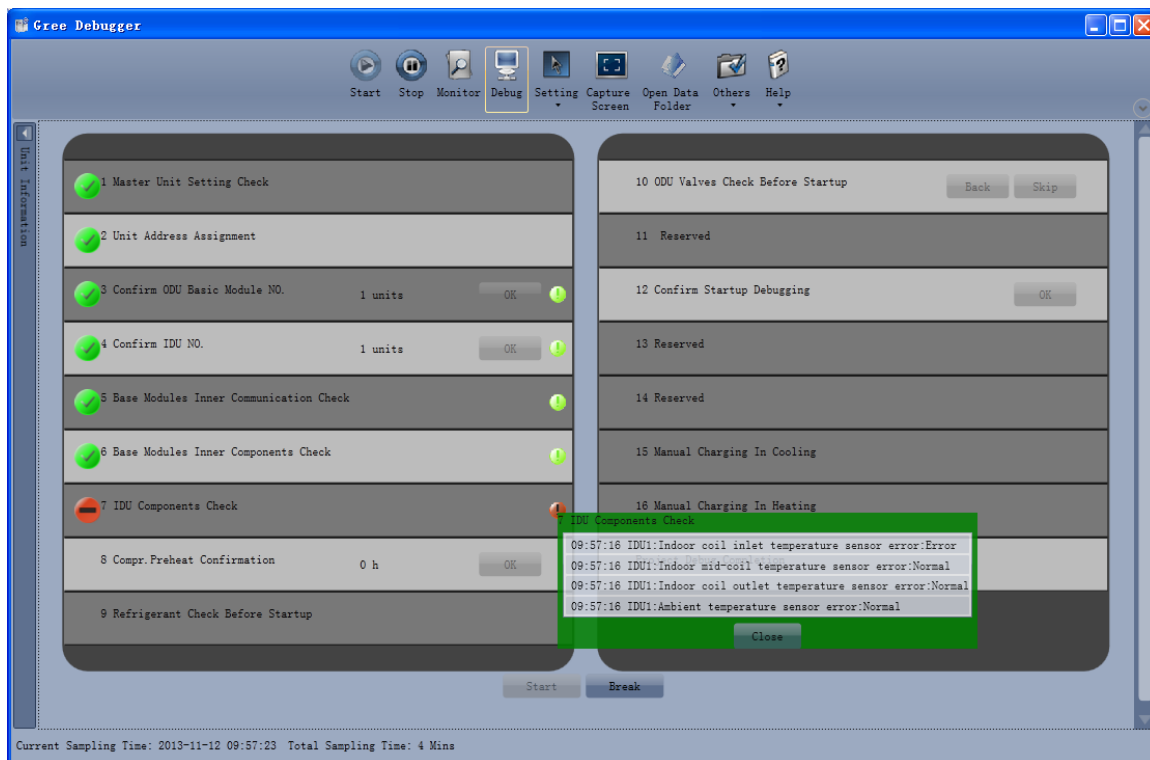 Gree Debugger
Start Stop Monitor Debug Setting Capture Screen Open Data Folder Others Help
Unit Information
1 Master Unit Setting Check
2 Unit Address Assignment
3 Confirm ODU Basic Module NO. 1 units OK
4 Confirm IDU NO. 1 units OK
5 Base Modules Inner Communication Check
6 Base Modules Inner Components Check
7 IDU Components Check
8 Compr.Preheat Confirmation 0 h OK
9 Refrigerant Check Before Startup
10 ODU Valves Check Before Startup Back Skip
11 Reserved
12 Confirm Startup Debugging OK
13 Reserved
14 Reserved
15 Manual Charging In Cooling
16 Manual Charging In Heating
7 IDU Components Check
09:57:16 IDU1:Indoor coil inlet temperature sensor error:Error
09:57:16 IDU1:Indoor mid-coil temperature sensor error:Normal
09:57:16 IDU1:Indoor coil outlet temperature sensor error:Normal
09:57:16 IDU1:Ambient temperature sensor error:Normal
Close
Start Break
Current Sampling Time: 2013-11-12 09:57:23 Total Sampling Time: 4 Mins